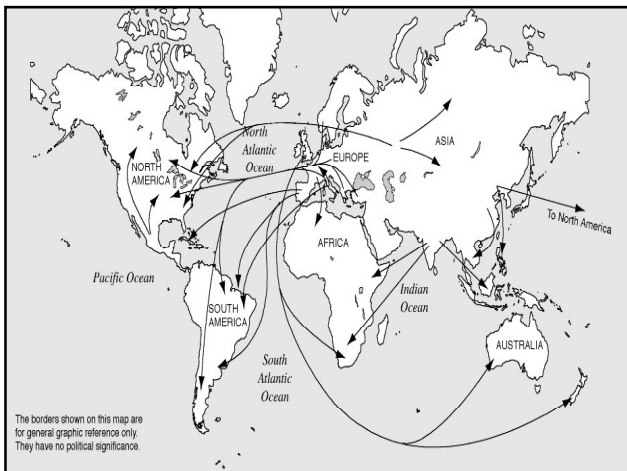 North
Atlantic
Ocean
ASIA
EUROPE
NORTH
AMERICA
To North America
AFRICA
Pacific Ocean
Indian
Ocean
SOUTH
AMERICA
AUSTRALIA
South
Atlantic
Ocean
The borders shown on this map are
for general graphic reference only.
They have no political significance.